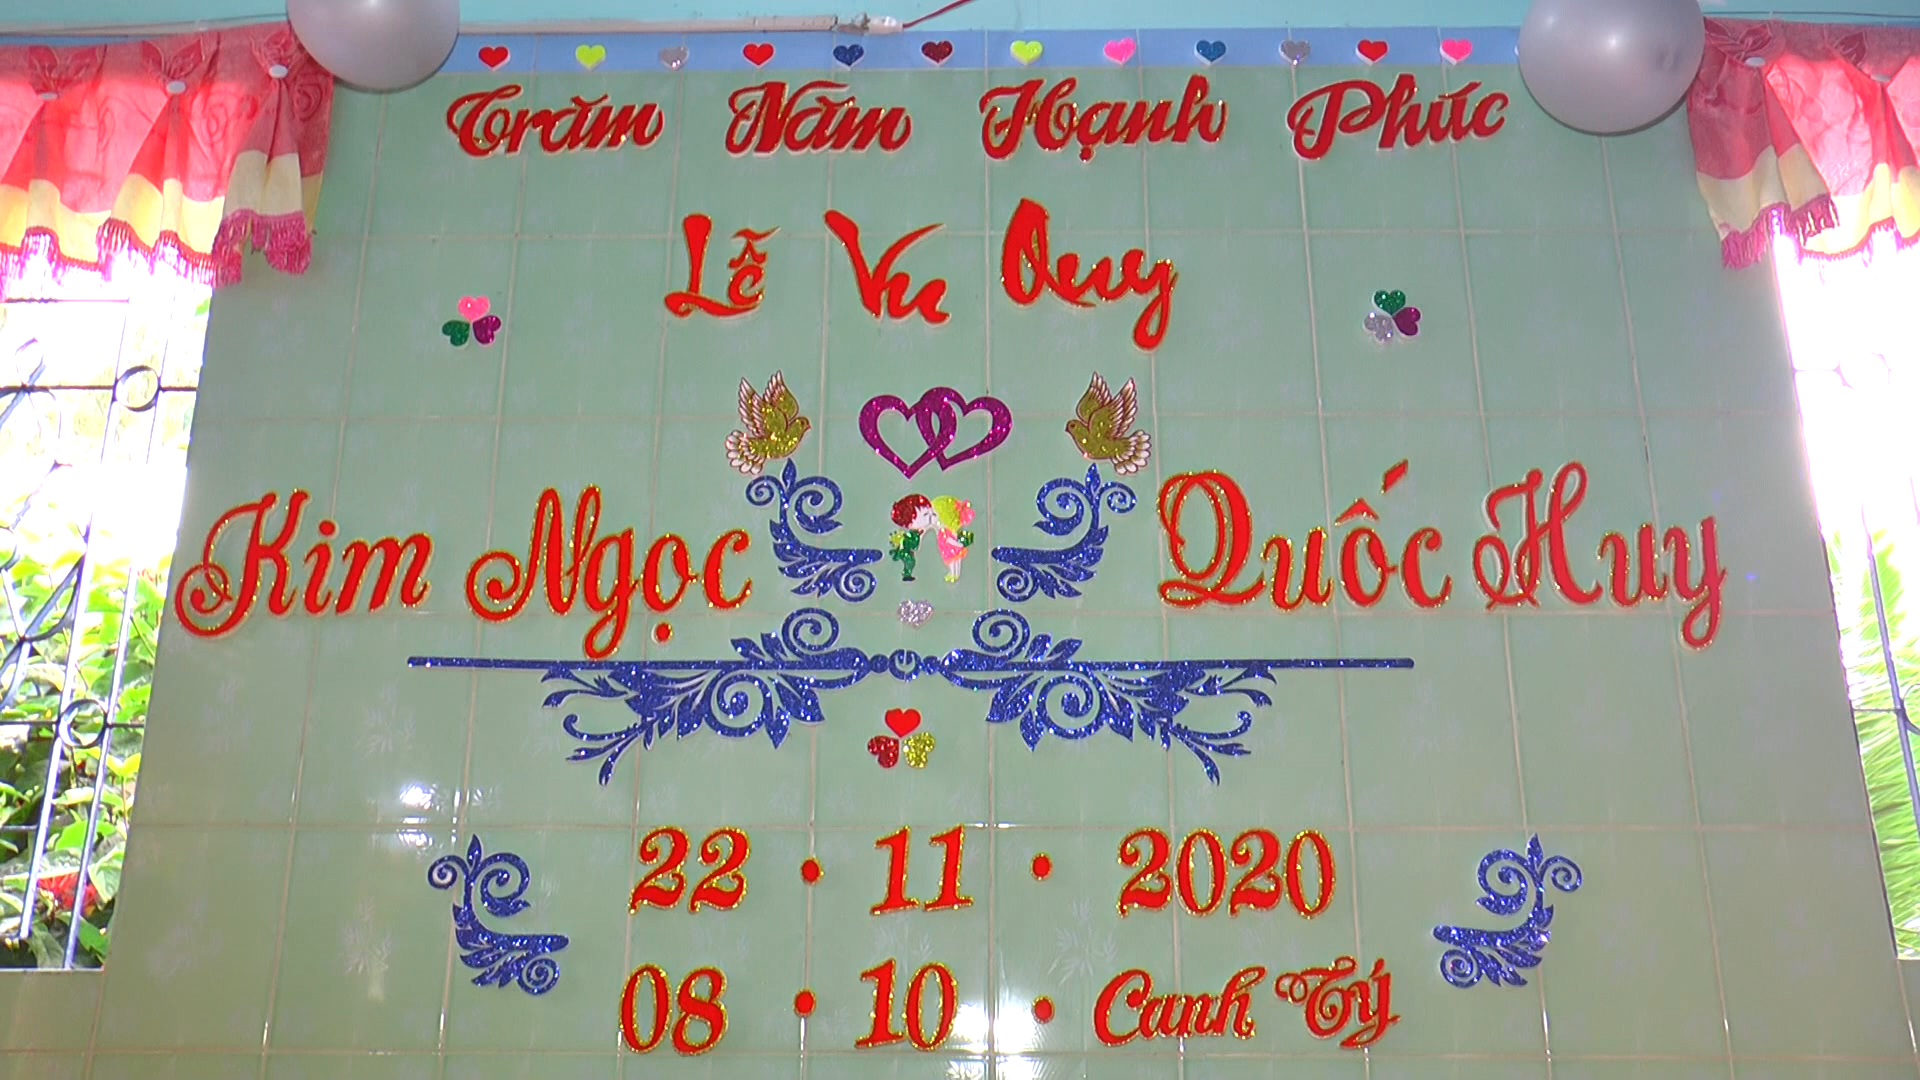 Trăm Năm Hạnh Phúc
Lễ Vu Quy
Kim Ngọc Quốc Huy
22 · 11 · 2020
08 · 10 · Canh Tý